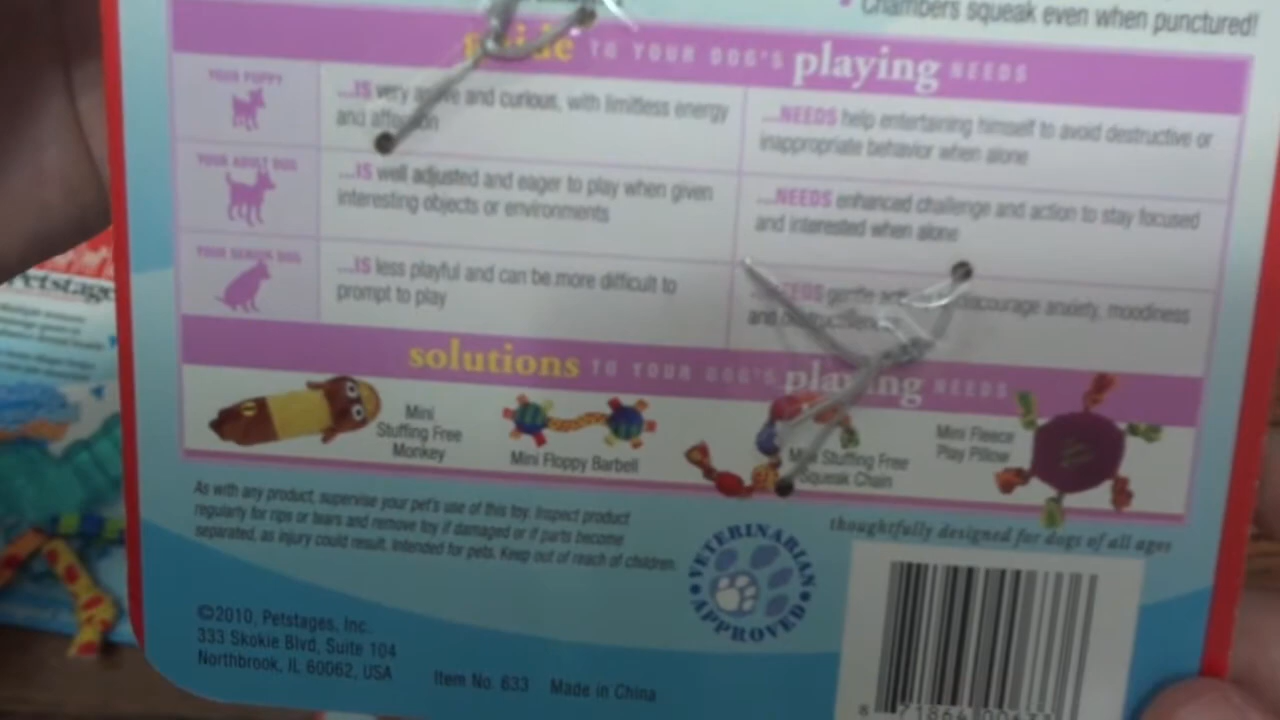 Chambers squeak even when punctured!
guide TO YOUR DOG'S playing NEEDS
YOUR PUPPY
...IS very active and curious, with limitless energy
and affection
...NEEDS help entertaining himself to avoid destructive or
inappropriate behavior when alone
YOUR ADULT DOG
...IS well adjusted and eager to play when given
interesting objects or environments
...NEEDS enhanced challenge and action to stay focused
and interested when alone
YOUR SENIOR DOG
...IS less playful and can be more difficult to
prompt to play
...NEEDS gentle discourage anxiety, moodiness
and
solutions TO YOUR DOG'S playing NEEDS
Mini
Stuffing Free
Monkey
Mini Floppy Barbell
Mini Stuffing Free
Squeak Chain
Mini Fleece
Play Pillow
As with any product, supervise your pet's use of this toy. Inspect product
regularly for rips or tears and remove toy if damaged or if parts become
separated, as injury could result. Intended for pets. Keep out of reach of children.
VETERINARIAN
APPROVED
thoughtfully designed for dogs of all ages
©2010, Petstages, Inc.
333 Skokie Blvd, Suite 104
Northbrook, IL 60062, USA
Item No. 633 Made in China
Petstages